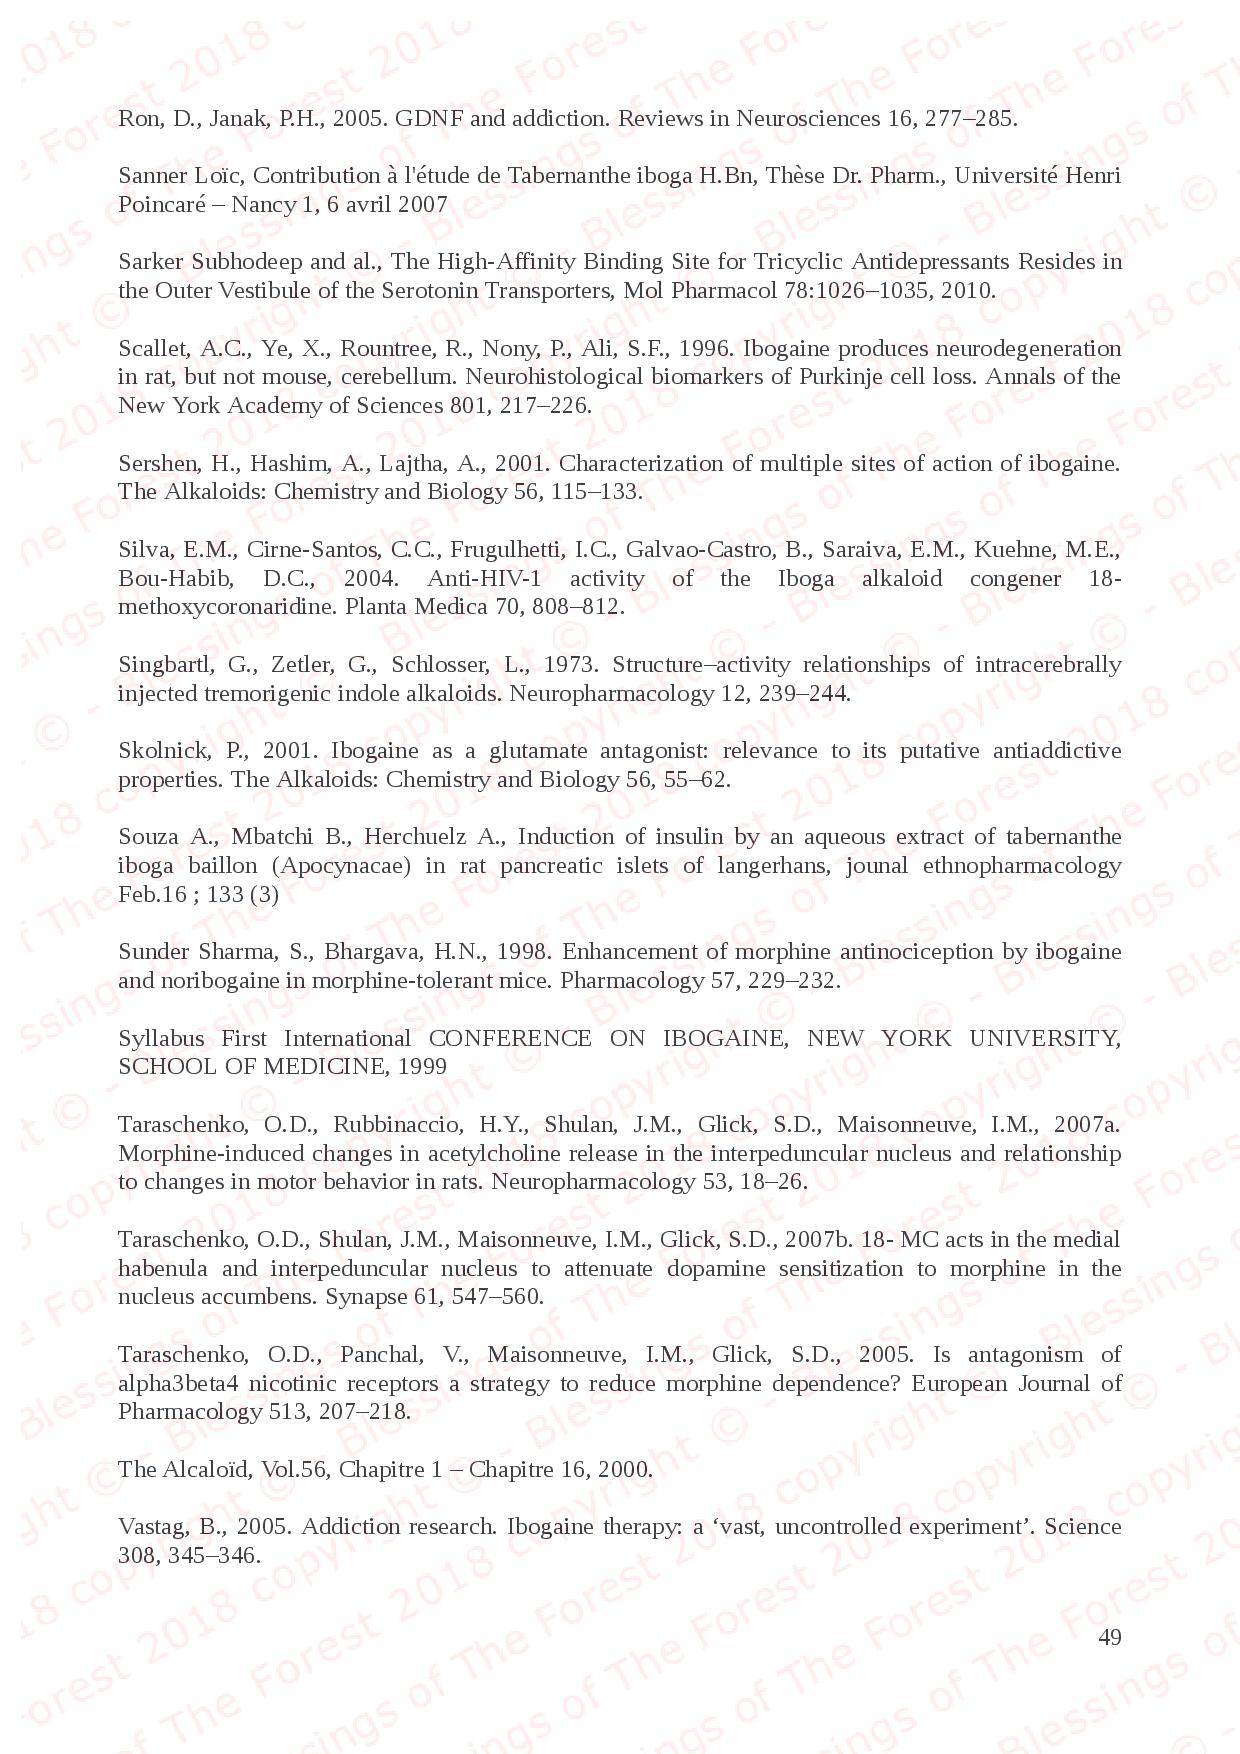 Ron, D., Janak, P.H., 2005. GDNF and addiction. Reviews in Neurosciences 16, 277–285.
Sanner Loïc, Contribution à l'étude de Tabernanthe iboga H.Bn, Thèse Dr. Pharm., Université Henri
Poincaré – Nancy 1, 6 avril 2007
Sarker Subhodeep and al., The High-Affinity Binding Site for Tricyclic Antidepressants Resides in
the Outer Vestibule of the Serotonin Transporters, Mol Pharmacol 78:1026–1035, 2010.
Scallet, A.C., Ye, X., Rountree, R., Nony, P., Ali, S.F., 1996. Ibogaine produces neurodegeneration
in rat, but not mouse, cerebellum. Neurohistological biomarkers of Purkinje cell loss. Annals of the
New York Academy of Sciences 801, 217–226.
Sershen, H., Hashim, A., Lajtha, A., 2001. Characterization of multiple sites of action of ibogaine.
The Alkaloids: Chemistry and Biology 56, 115–133.
Silva, E.M., Cirne-Santos, C.C., Frugulhetti, I.C., Galvao-Castro, B., Saraiva, E.M., Kuehne, M.E.,
Bou-Habib, D.C., 2004. Anti-HIV-1 activity of the Iboga alkaloid congener 18-
methoxycoronaridine. Planta Medica 70, 808–812.
Singbartl, G., Zetler, G., Schlosser, L., 1973. Structure–activity relationships of intracerebrally
injected tremorigenic indole alkaloids. Neuropharmacology 12, 239–244.
Skolnick, P., 2001. Ibogaine as a glutamate antagonist: relevance to its putative antiaddictive
properties. The Alkaloids: Chemistry and Biology 56, 55–62.
Souza A., Mbatchi B., Herchuelz A., Induction of insulin by an aqueous extract of tabernanthe
iboga baillon (Apocynacae) in rat pancreatic islets of langerhans, jounal ethnopharmacology
Feb.16 ; 133 (3)
Sunder Sharma, S., Bhargava, H.N., 1998. Enhancement of morphine antinociception by ibogaine
and noribogaine in morphine-tolerant mice. Pharmacology 57, 229–232.
Syllabus First International CONFERENCE ON IBOGAINE, NEW YORK UNIVERSITY,
SCHOOL OF MEDICINE, 1999
Taraschenko, O.D., Rubbinaccio, H.Y., Shulan, J.M., Glick, S.D., Maisonneuve, I.M., 2007a.
Morphine-induced changes in acetylcholine release in the interpeduncular nucleus and relationship
to changes in motor behavior in rats. Neuropharmacology 53, 18–26.
Taraschenko, O.D., Shulan, J.M., Maisonneuve, I.M., Glick, S.D., 2007b. 18- MC acts in the medial
habenula and interpeduncular nucleus to attenuate dopamine sensitization to morphine in the
nucleus accumbens. Synapse 61, 547–560.
Taraschenko, O.D., Panchal, V., Maisonneuve, I.M., Glick, S.D., 2005. Is antagonism of
alpha3beta4 nicotinic receptors a strategy to reduce morphine dependence? European Journal of
Pharmacology 513, 207–218.
The Alcaloïd, Vol.56, Chapitre 1 – Chapitre 16, 2000.
Vastag, B., 2005. Addiction research. Ibogaine therapy: a ‘vast, uncontrolled experiment’. Science
308, 345–346.
49